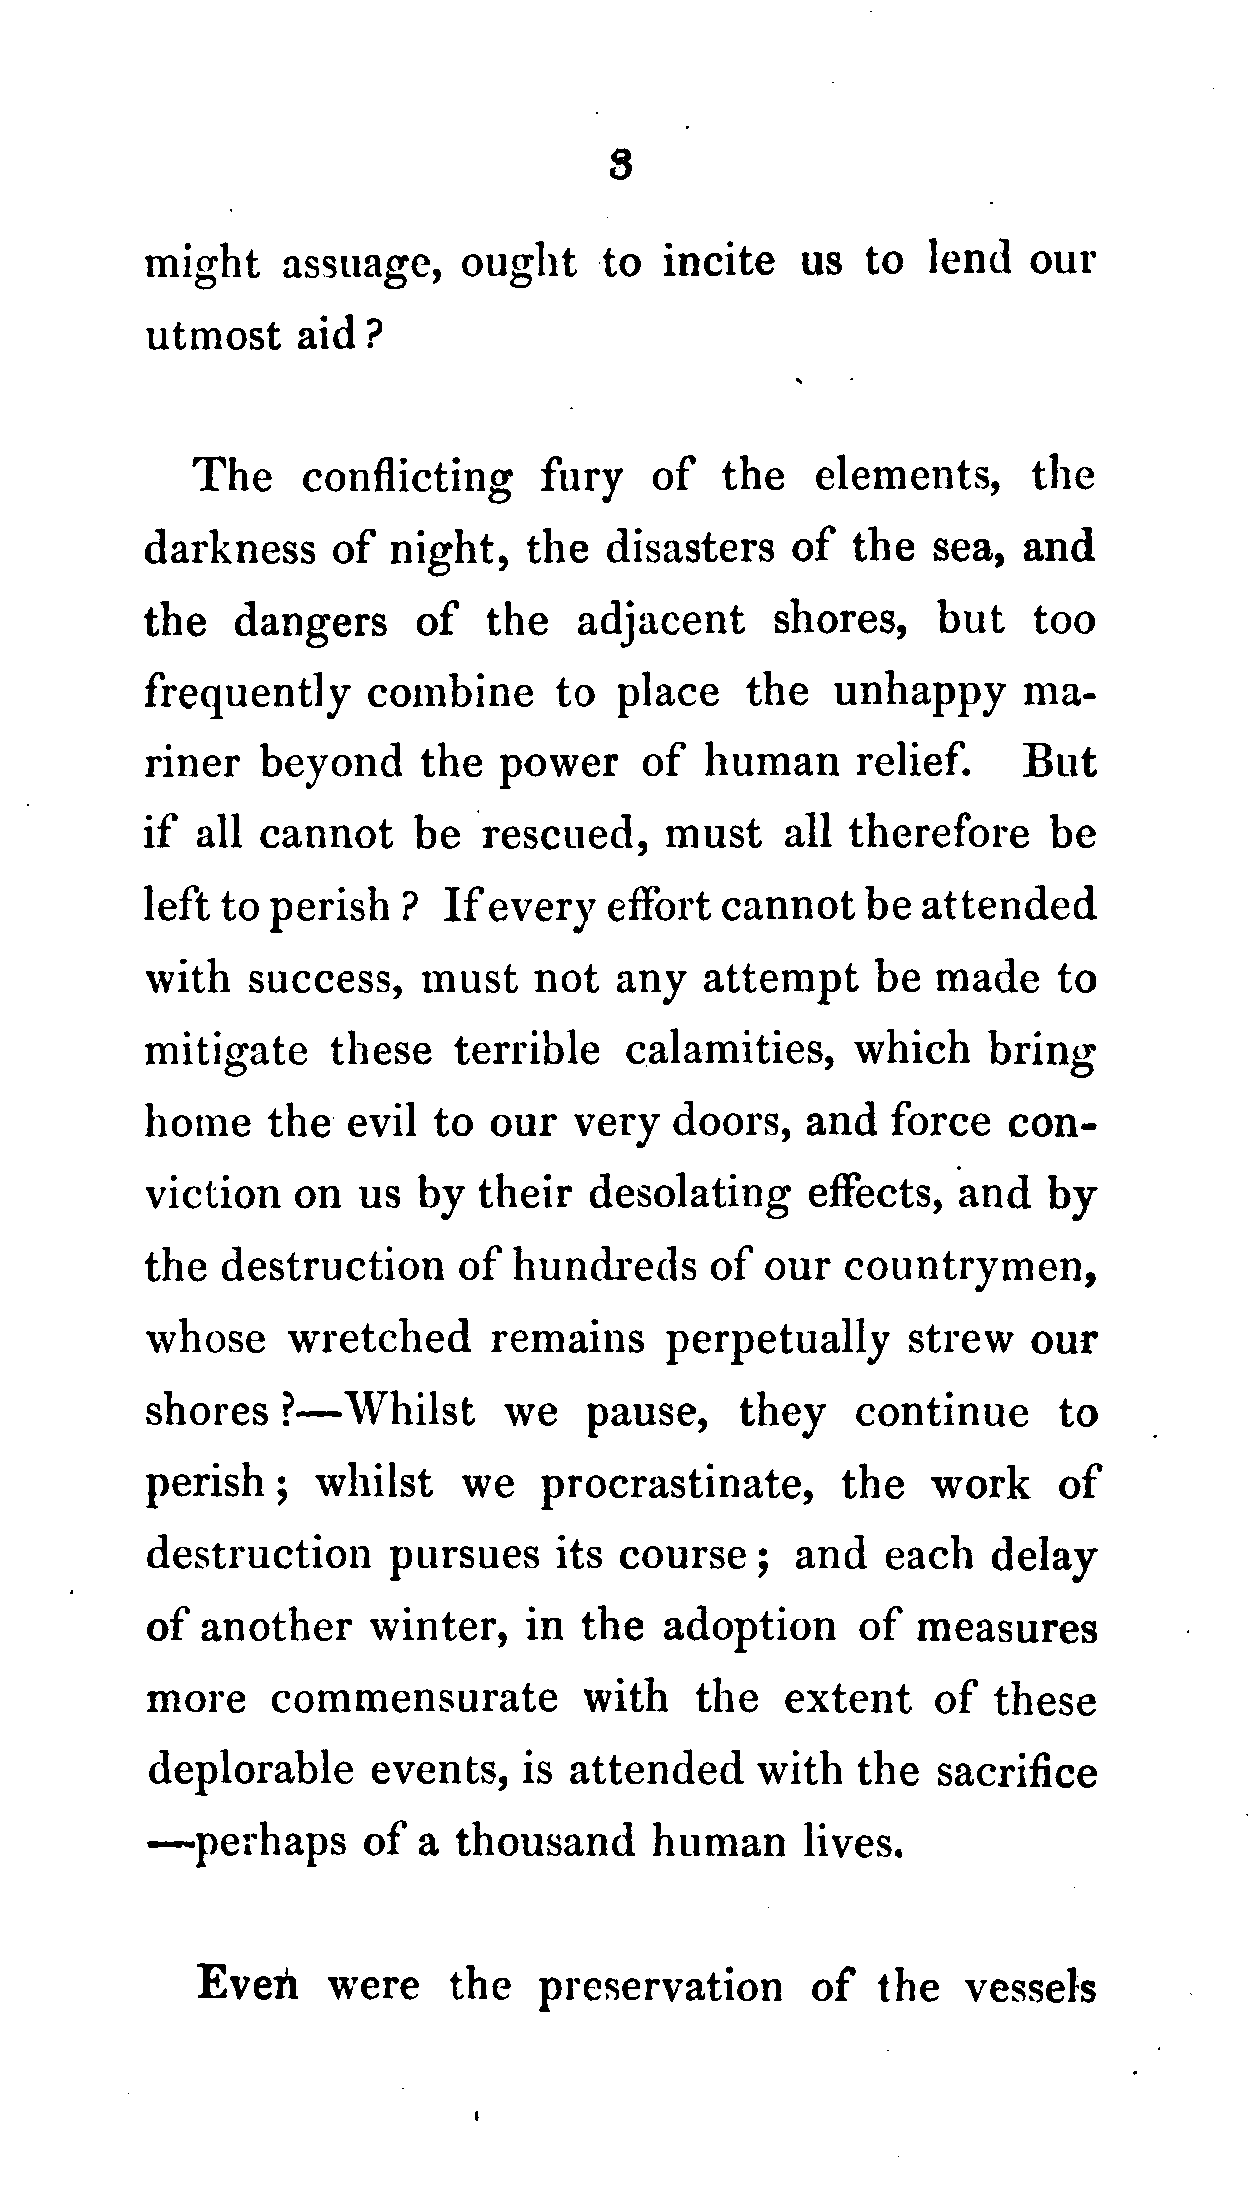 3
might assuage, ought to incite us to lend our
utmost aid ?
The conflicting fury of the elements, the
darkness of night, the disasters of the sea, and
the dangers of the adjacent shores, but too
frequently combine to place the unhappy ma-
riner beyond the power of human relief. But
if all cannot be rescued, must all therefore be
left to perish ? If every effort cannot be attended
with success, must not any attempt be made to
mitigate these terrible calamities, which bring
home the evil to our very doors, and force con-
viction on us by their desolating effects, and by
the destruction of hundreds of our countrymen,
whose wretched remains perpetually strew our
shores ?—Whilst we pause, they continue to
perish ; whilst we procrastinate, the work of
destruction pursues its course ; and each delay
of another winter, in the adoption of measures
more commensurate with the extent of these
deplorable events, is attended with the sacrifice
—perhaps of a thousand human lives.
Even were the preservation of the vessels